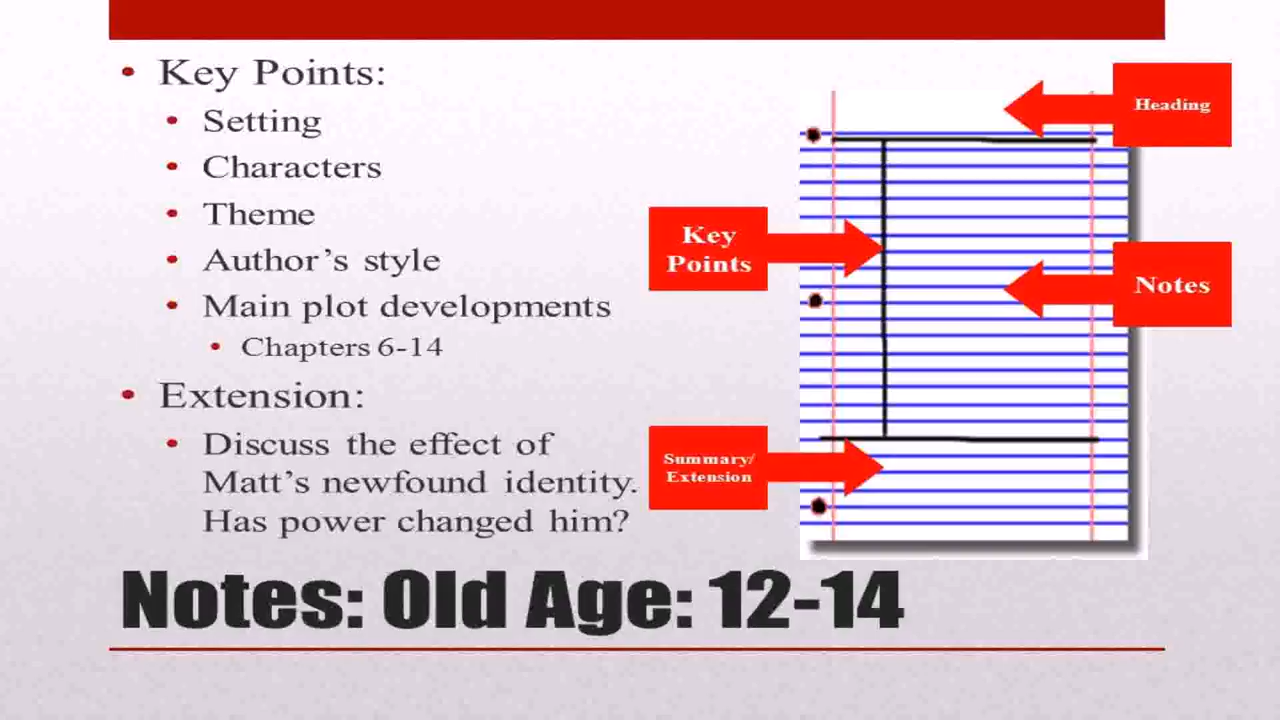 Key Points:
Setting
Characters
Theme
Author's style
Main plot developments
Chapters 6-14
Extension:
Discuss the effect of
Matt's newfound identity.
Has power changed him?
Heading
Key
Points
Notes
Summary/
Extension
Notes: Old Age: 12-14